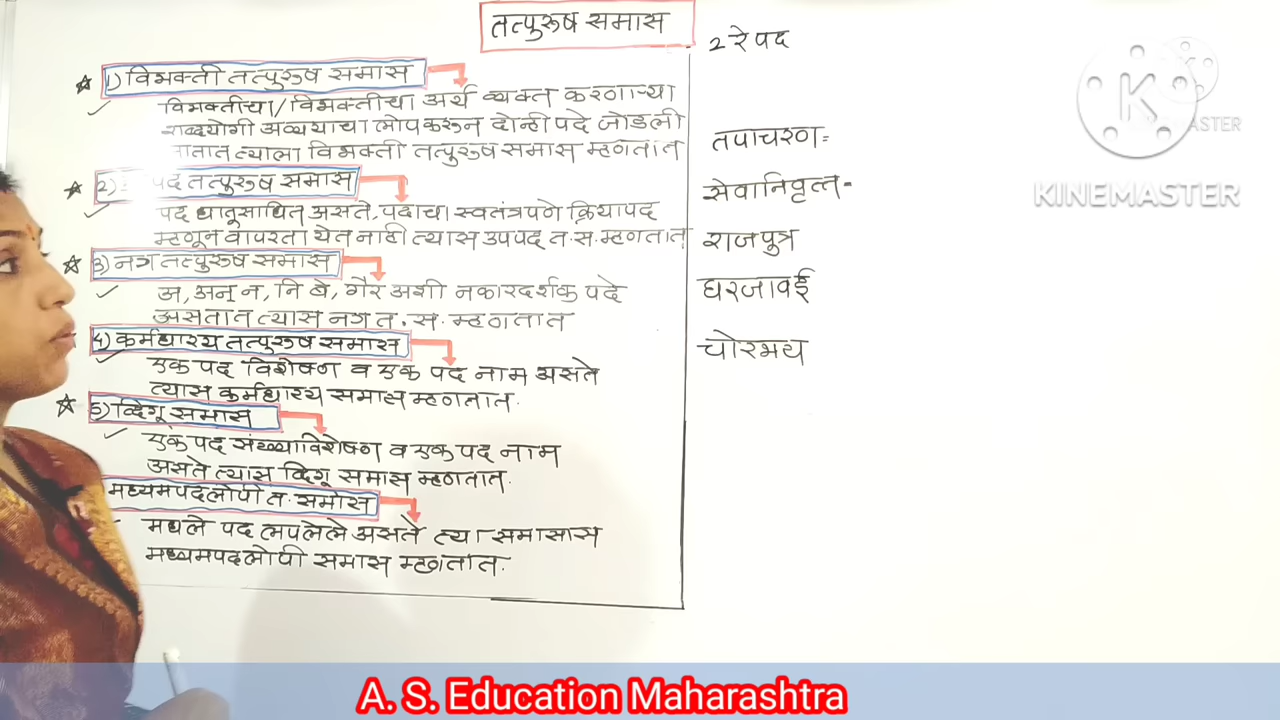 तत्पुरुष समास
1) विभक्ती तत्पुरुष समास
विभक्तीचा/विभक्तीचा अर्थ व्यक्त करणाऱ्या
शब्दयोगी अव्ययाचा लोप करून दोन्ही पदे जोडली
जातात त्याला विभक्ती तत्पुरुष समास म्हणतात
2) पद तत्पुरुष समास
पद धातूसाधित असते, पदाचा स्वतंत्रपणे क्रियापद
म्हणून वापरता येत नाही त्यास उपपद त.स.म्हणतात
3) नञ तत्पुरुष समास
अ, अन् न, नि बे, गैर अशी नकारदर्शक पदे
असतात त्यास नञ त. स. म्हणतात
4) कर्मधारय तत्पुरुष समास
एक पद विशेषण व एक पद नाम असते
त्यास कर्मधारय समास म्हणतात.
5) द्विगू समास
एक पद संख्याविशेषण व एक पद नाम
असते त्यास द्विगू समास म्हणतात.
मध्यमपदलोपी त. समास
मधले पद लपलेले असते त्या समासास
मध्यमपदलोपी समास म्हणतात.
2 रे पद
तपाचरण=
सेवानिवृत्त-
राजपुत्र
घरजावई
चोरभय
K
KINEMASTER
A. S. Education Maharashtra